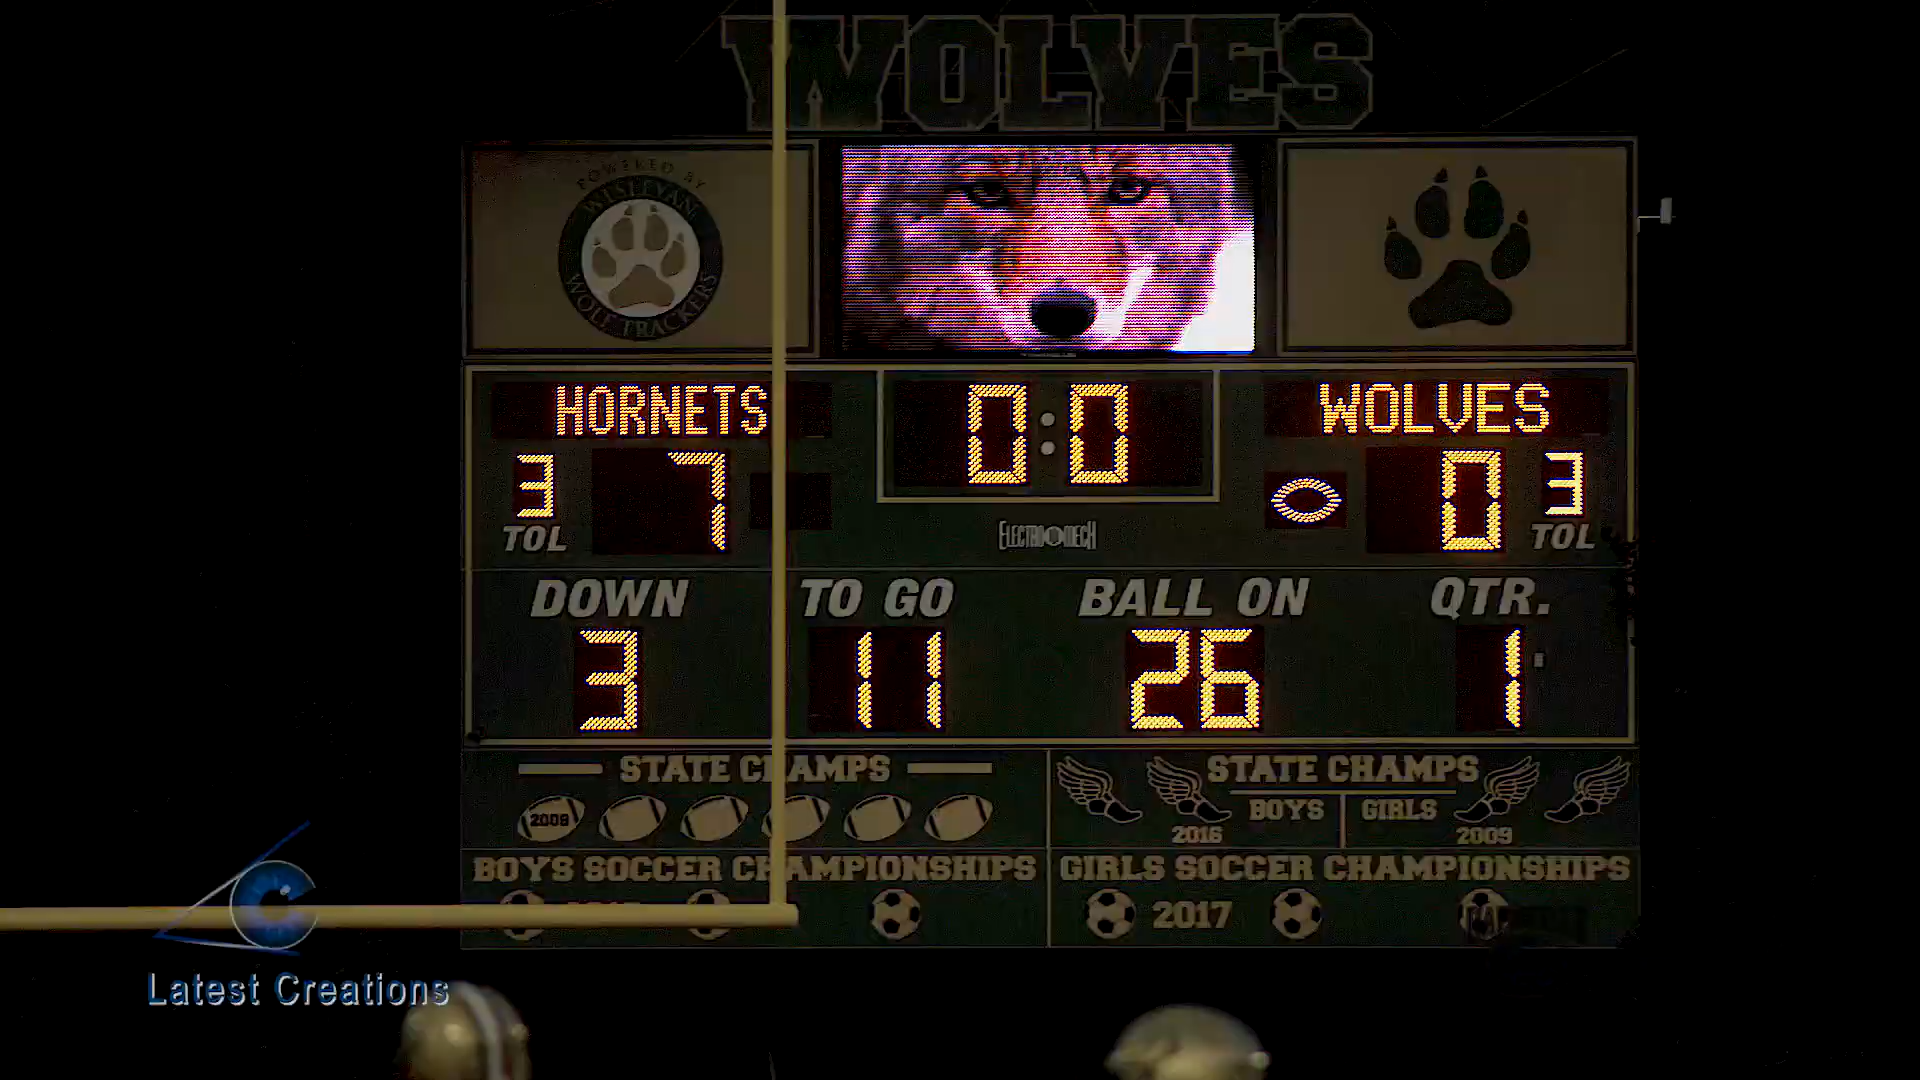 WOLVES
POWERED BY
WESLEYAN
WOLF TRACKERS
HORNETS
0:0
WOLVES
3
7
0
3
TOL
ELECTRO-MECH
TOL
DOWN
TO GO
BALL ON
QTR.
3
11
26
1
STATE CHAMPS
STATE CHAMPS
BOYS
GIRLS
2008
2016
2009
BOYS SOCCER CHAMPIONSHIPS
GIRLS SOCCER CHAMPIONSHIPS
2017
Latest Creations